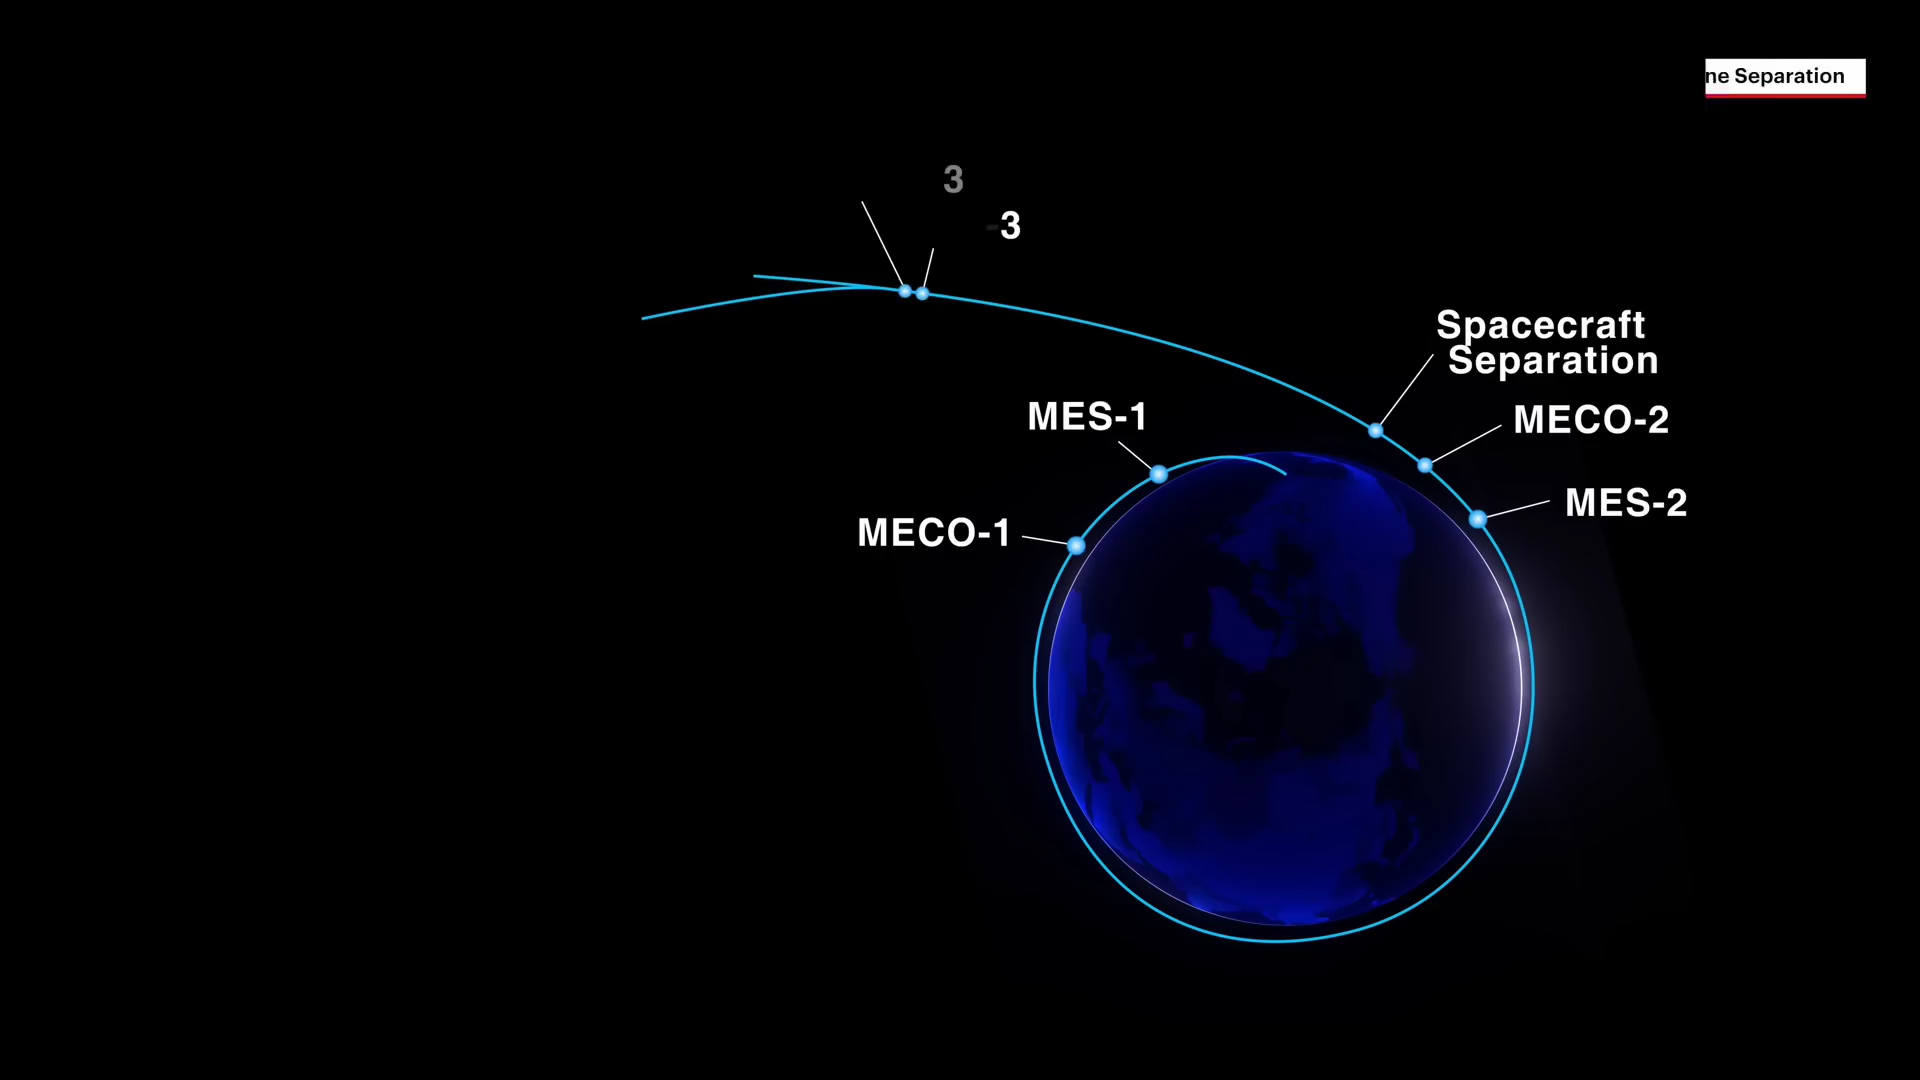 ne Separation
3
-3
Spacecraft
Separation
MES-1
MECO-2
MES-2
MECO-1